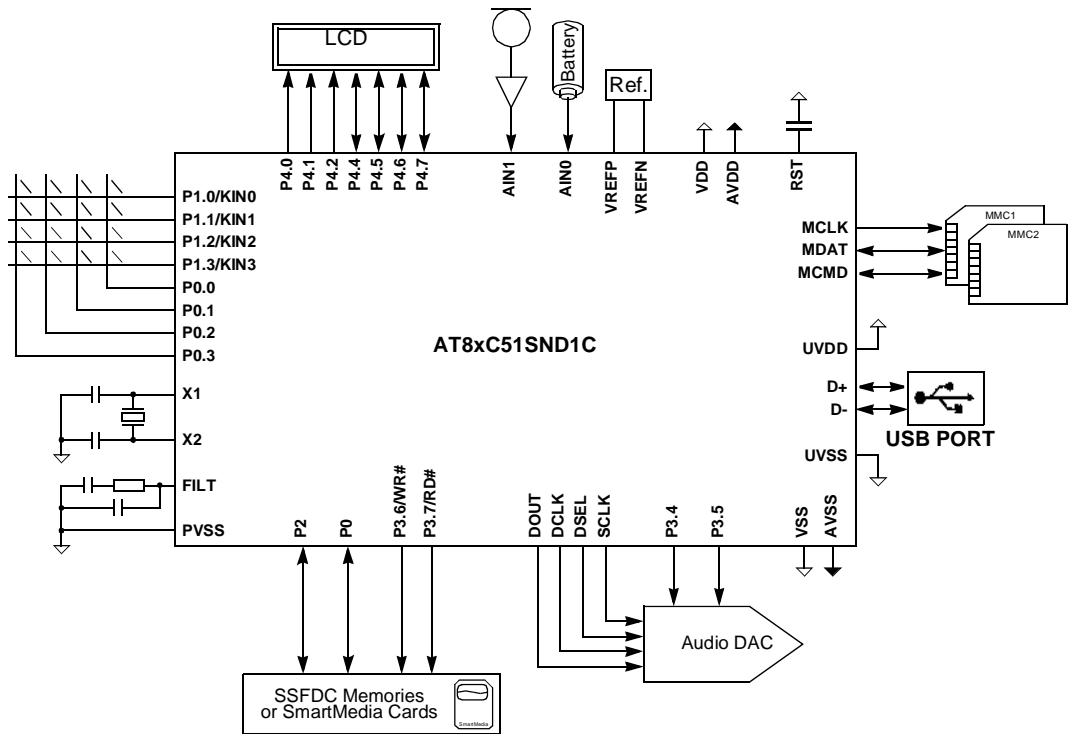 LCD
Battery
Ref.
P4.0
P4.1
P4.2
P4.4
P4.5
P4.6
P4.7
AIN1
AIN0
VREFP
VREFN
VDD
AVDD
RST
P1.0/KIN0
P1.1/KIN1
P1.2/KIN2
P1.3/KIN3
P0.0
P0.1
P0.2
P0.3
X1
X2
FILT
PVSS
AT8xC51SND1C
MCLK
MDAT
MCMD
MMC1
MMC2
UVDD
D+
D-
USB PORT
UVSS
P2
P0
P3.6/WR#
P3.7/RD#
DOUT
DCLK
DSEL
SCLK
P3.4
P3.5
VSS
AVSS
Audio DAC
SSFDC Memories
or SmartMedia Cards
SmartMedia